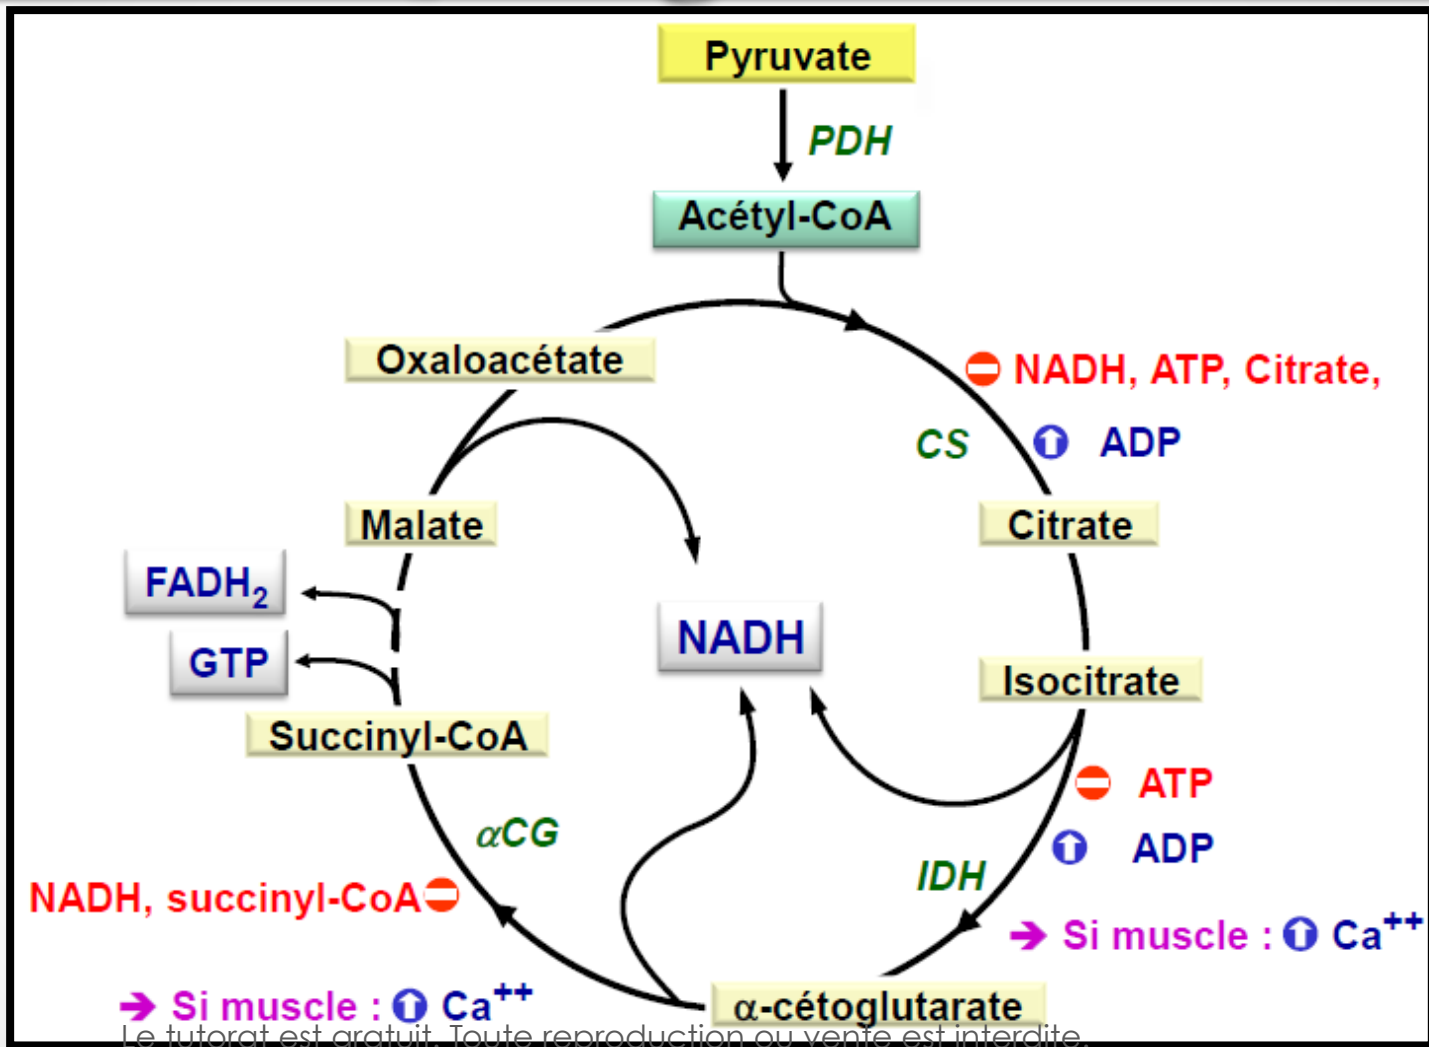 Pyruvate
PDH
Acétyl-CoA
Oxaloacétate
NADH, ATP, Citrate,
CS
ADP
Malate
Citrate
FADH2
NADH
GTP
Isocitrate
Succinyl-CoA
ATP
αCG
ADP
IDH
NADH, succinyl-CoA
Si muscle : Ca++
Si muscle : Ca++
α-cétoglutarate
Le tutorat est gratuit. Toute reproduction ou vente est interdite.